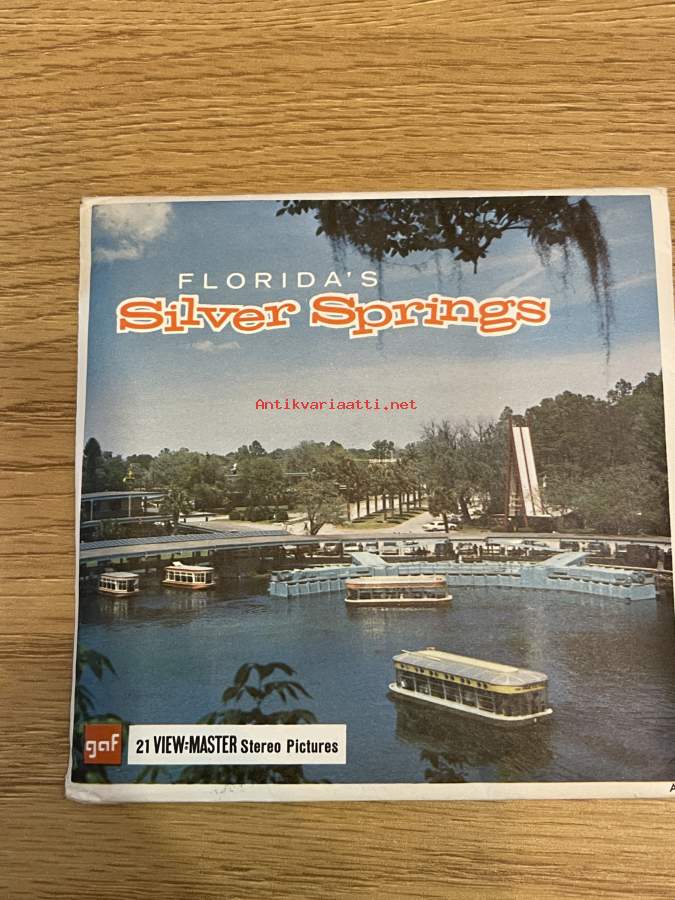 FLORIDA'S
Silver Springs
Antikvariaatti.net
gaf
21 VIEW-MASTER Stereo Pictures
A